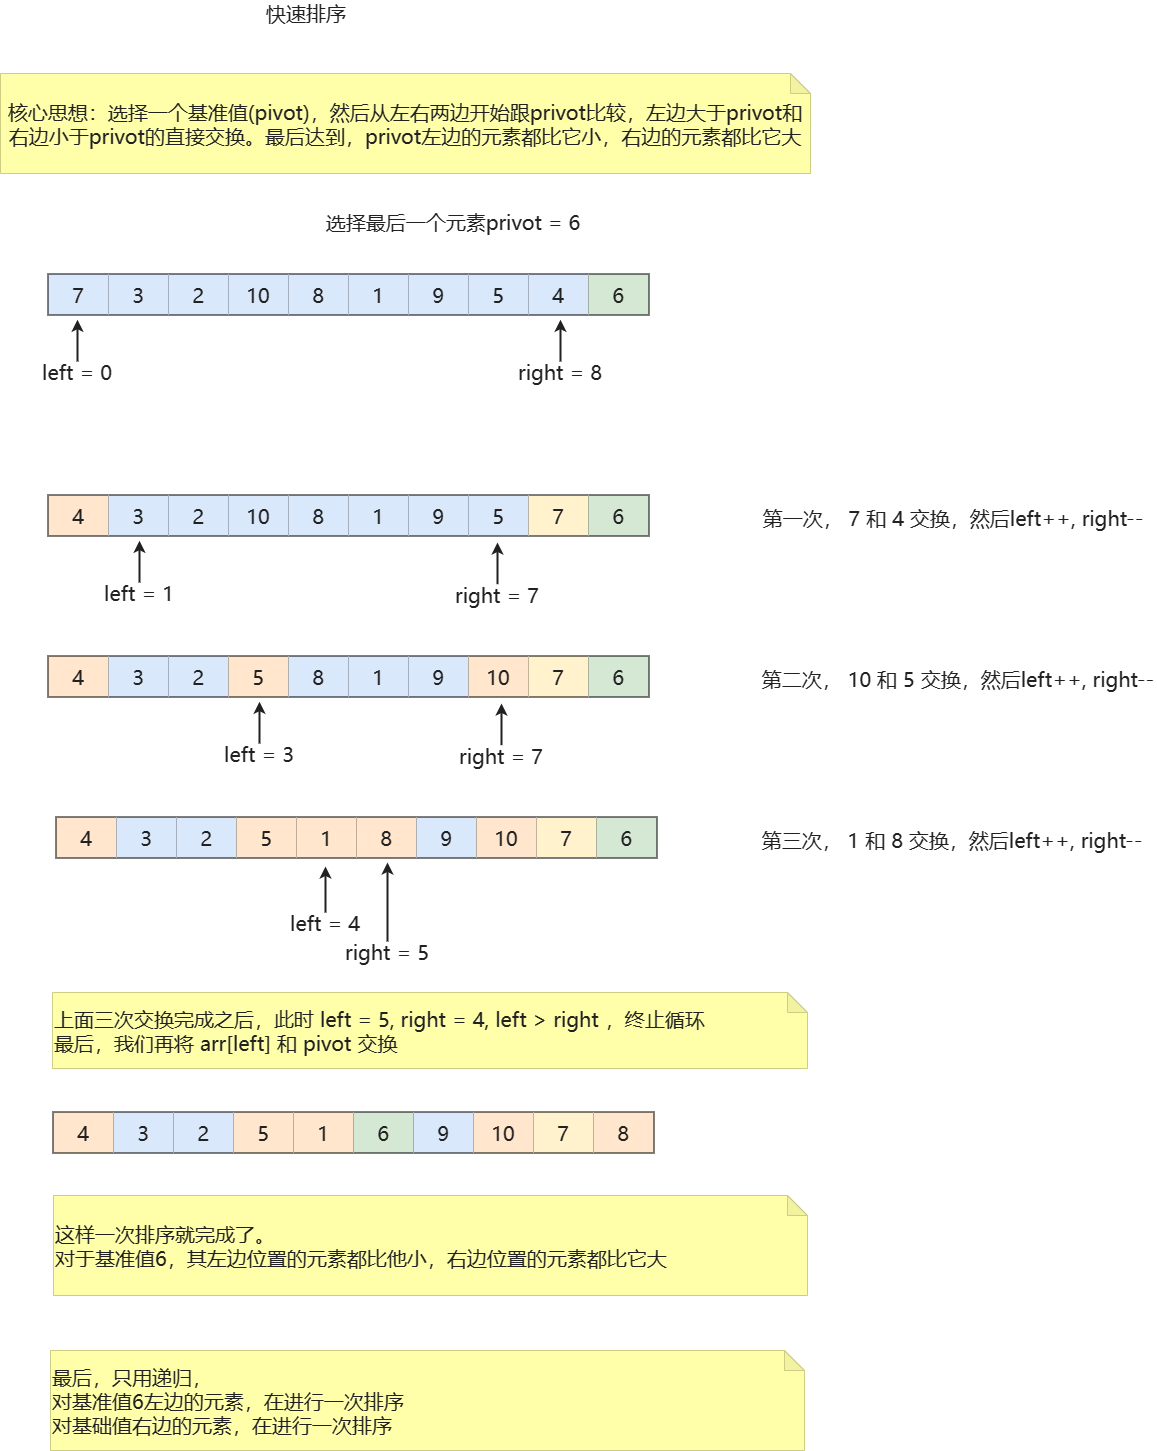 快速排序
核心思想：选择一个基准值(pivot)，然后从左右两边开始跟privot比较，左边大于privot和
右边小于privot的直接交换。最后达到，privot左边的元素都比它小，右边的元素都比它大
选择最后一个元素privot = 6
7 3 2 10 8 1 9 5 4 6
left = 0 right = 8
4 3 2 10 8 1 9 5 7 6
第一次， 7 和 4 交换，然后left++, right--
left = 1 right = 7
4 3 2 5 8 1 9 10 7 6
第二次， 10 和 5 交换，然后left++, right--
left = 3 right = 7
4 3 2 5 1 8 9 10 7 6
第三次， 1 和 8 交换，然后left++, right--
left = 4
right = 5
上面三次交换完成之后，此时 left = 5, right = 4, left > right ，终止循环
最后，我们再将 arr[left] 和 pivot 交换
4 3 2 5 1 6 9 10 7 8
这样一次排序就完成了。
对于基准值6，其左边位置的元素都比他小，右边位置的元素都比它大
最后，只用递归，
对基准值6左边的元素，在进行一次排序
对基础值右边的元素，在进行一次排序